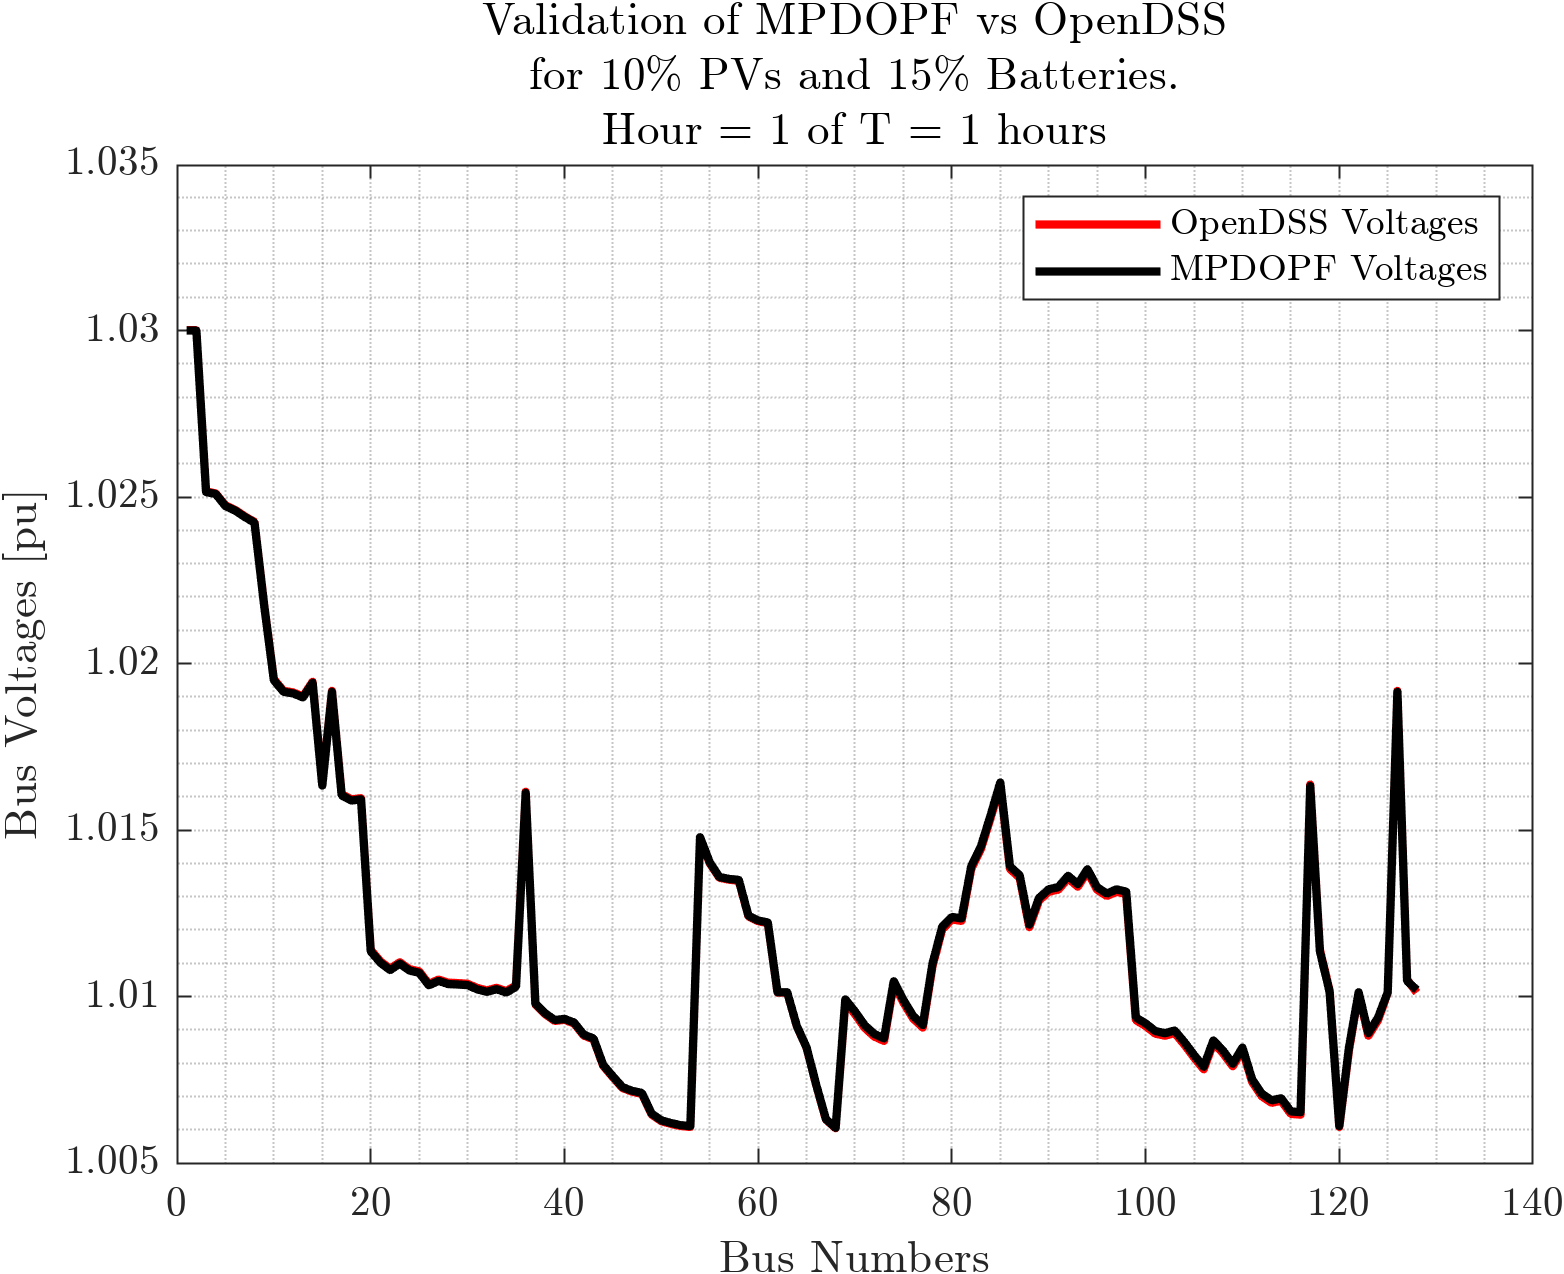 Validation of MPDOPF vs OpenDSS
for 10% PVs and 15% Batteries.
Hour = 1 of T = 1 hours
OpenDSS Voltages
MPDOPF Voltages
Bus Voltages [pu]
1.035
1.03
1.025
1.02
1.015
1.01
1.005
0 20 40 60 80 100 120 140
Bus Numbers